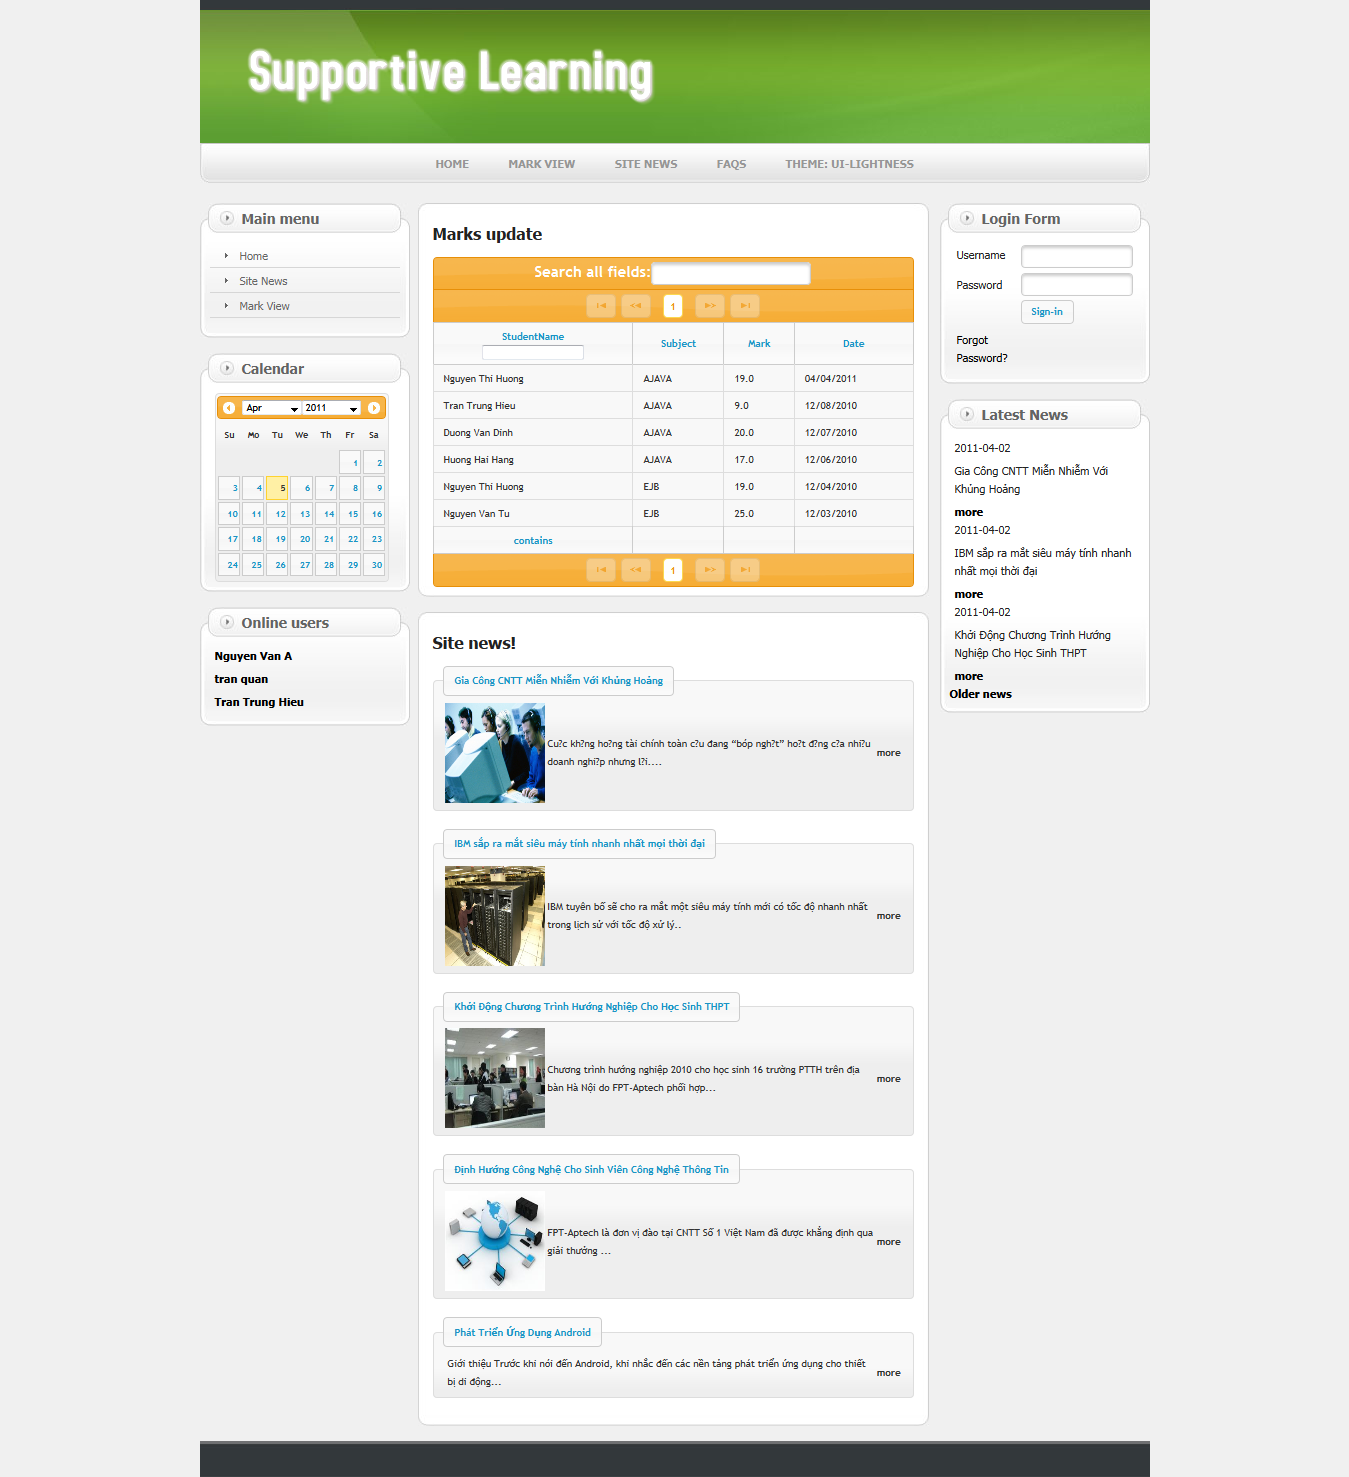 Supportive Learning
HOME MARK VIEW SITE NEWS FAQS THEME: UI-LIGHTNESS
Main menu
Home
Site News
Mark View
Calendar
Apr 2011
Su Mo Tu We Th Fr Sa
1 2
3 4 5 6 7 8 9
10 11 12 13 14 15 16
17 18 19 20 21 22 23
24 25 26 27 28 29 30
Online users
Nguyen Van A
tran quan
Tran Trung Hieu
Marks update
Search all fields:
1
StudentName Subject Mark Date
Nguyen Thi Huong AJAVA 19.0 04/04/2011
Tran Trung Hieu AJAVA 9.0 12/08/2010
Duong Van Dinh AJAVA 20.0 12/07/2010
Huong Hai Hang AJAVA 17.0 12/06/2010
Nguyen Thi Huong EJB 19.0 12/04/2010
Nguyen Van Tu EJB 25.0 12/03/2010
contains
1
Site news!
Gia Công CNTT Miễn Nhiễm Với Khủng Hoảng
Cu?c kh?ng ho?ng tài chính toàn c?u đang “bóp ngh?t” ho?t đ?ng c?a nhi?u
doanh nghi?p nhưng l?i....
more
IBM sắp ra mắt siêu máy tính nhanh nhất mọi thời đại
IBM tuyên bố sẽ cho ra mắt một siêu máy tính mới có tốc độ nhanh nhất
trong lịch sử với tốc độ xử lý..
more
Khởi Động Chương Trình Hướng Nghiệp Cho Học Sinh THPT
Chương trình hướng nghiệp 2010 cho học sinh 16 trường PTTH trên địa
bàn Hà Nội do FPT-Aptech phối hợp...
more
Định Hướng Công Nghệ Cho Sinh Viên Công Nghệ Thông Tin
FPT-Aptech là đơn vị đào tại CNTT Số 1 Việt Nam đã được khẳng định qua
giải thưởng ...
more
Phát Triển Ứng Dụng Android
Giới thiệu Trước khi nói đến Android, khi nhắc đến các nền tảng phát triển ứng dụng cho thiết
bị di động...
more
Login Form
Username
Password
Sign-in
Forgot
Password?
Latest News
2011-04-02
Gia Công CNTT Miễn Nhiễm Với
Khủng Hoảng
more
2011-04-02
IBM sắp ra mắt siêu máy tính nhanh
nhất mọi thời đại
more
2011-04-02
Khởi Động Chương Trình Hướng
Nghiệp Cho Học Sinh THPT
more
Older news